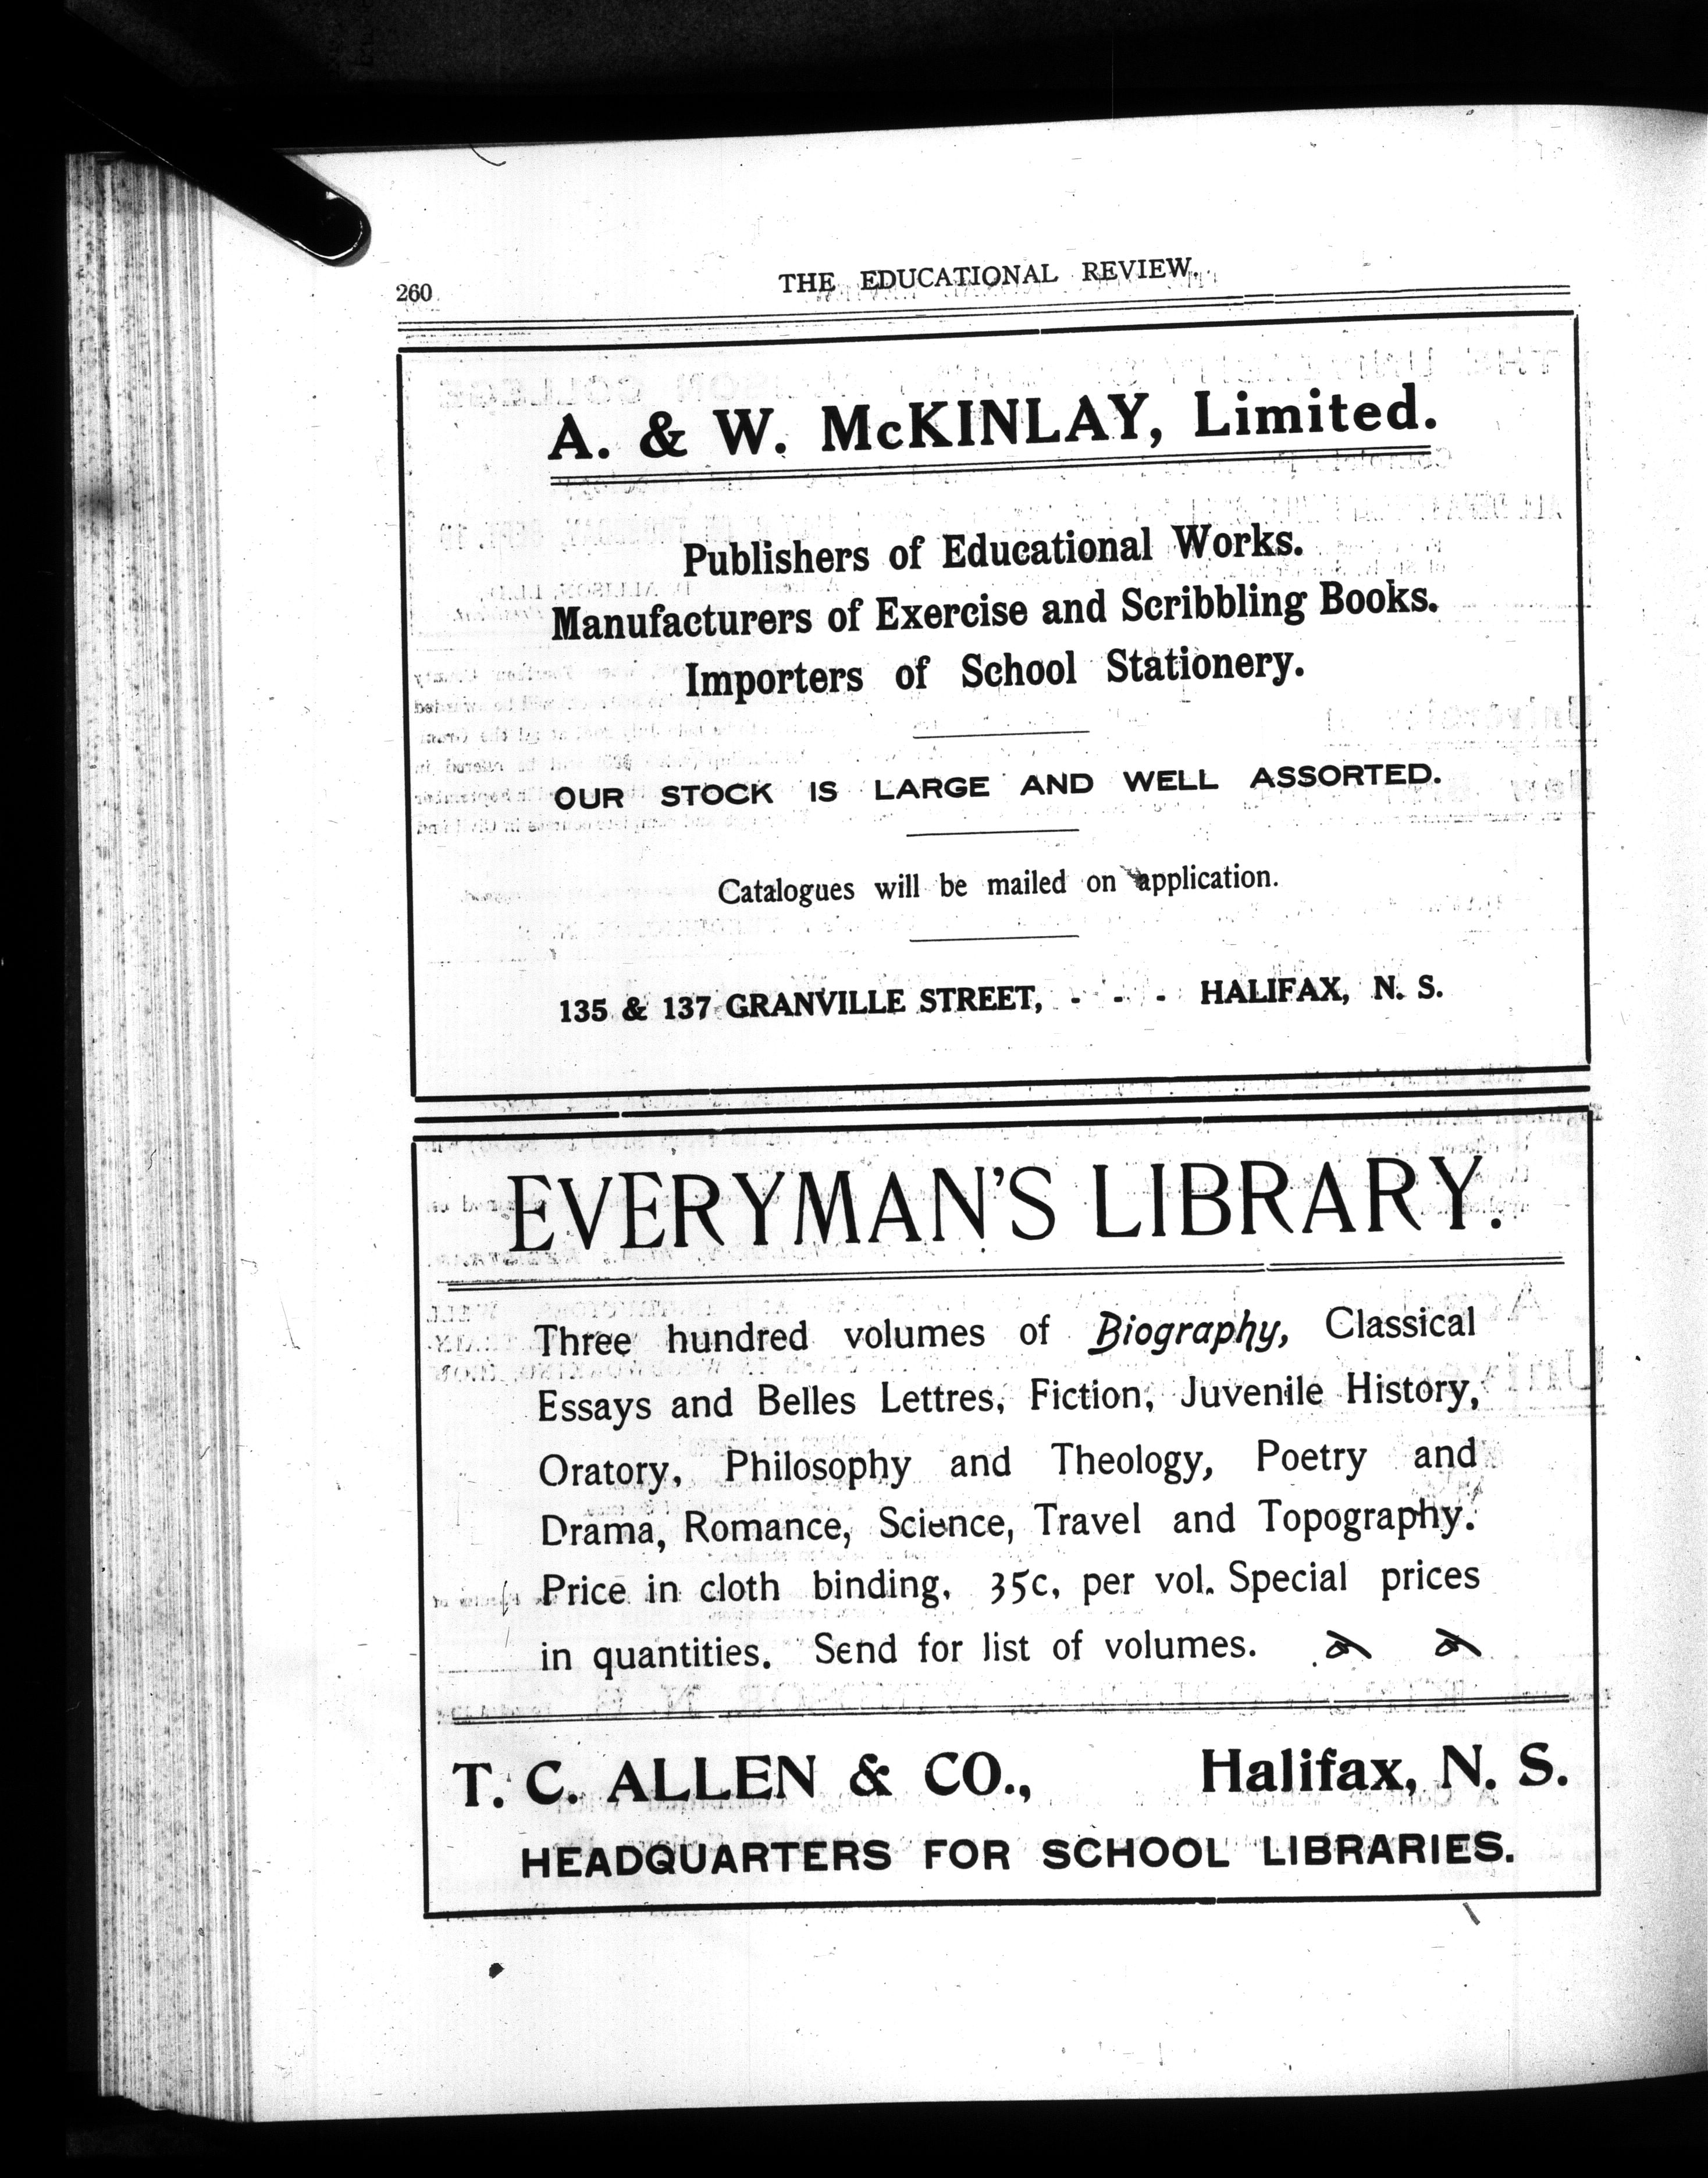 260
THE EDUCATIONAL REVIEW.
A. & W. McKINLAY, Limited.
Publishers of Educational Works.
Manufacturers of Exercise and Scribbling Books.
Importers of School Stationery.
OUR STOCK IS LARGE AND WELL ASSORTED.
Catalogues will be mailed on application.
135 & 137 GRANVILLE STREET, - - - HALIFAX, N. S.
EVERYMAN'S LIBRARY.
Three hundred volumes of Biography, Classical
Essays and Belles Lettres, Fiction, Juvenile History,
Oratory, Philosophy and Theology, Poetry and
Drama, Romance, Science, Travel and Topography.
Price in cloth binding, 35c, per vol. Special prices
in quantities. Send for list of volumes.
T. C. ALLEN & CO., Halifax, N. S.
HEADQUARTERS FOR SCHOOL LIBRARIES.